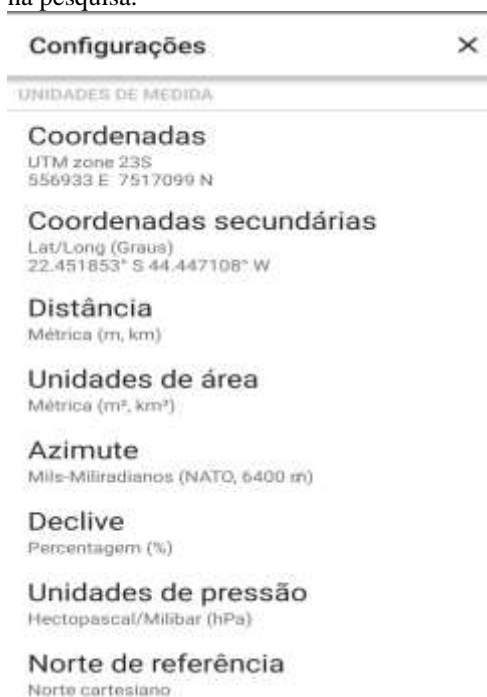 na pesquisa.
Configurações
UNIDADES DE MEDIDA
Coordenadas
UTM zone 23S
556933 E 7517099 N
Coordenadas secundárias
Lat/Long (Graus)
22.451853° S 44.447108° W
Distância
Métrica (m, km)
Unidades de área
Métrica (m², km²)
Azimute
Mils-Miliradianos (NATO, 6400 ₥)
Declive
Percentagem (%)
Unidades de pressão
Hectopascal/Milibar (hPa)
Norte de referência
Norte cartesiano